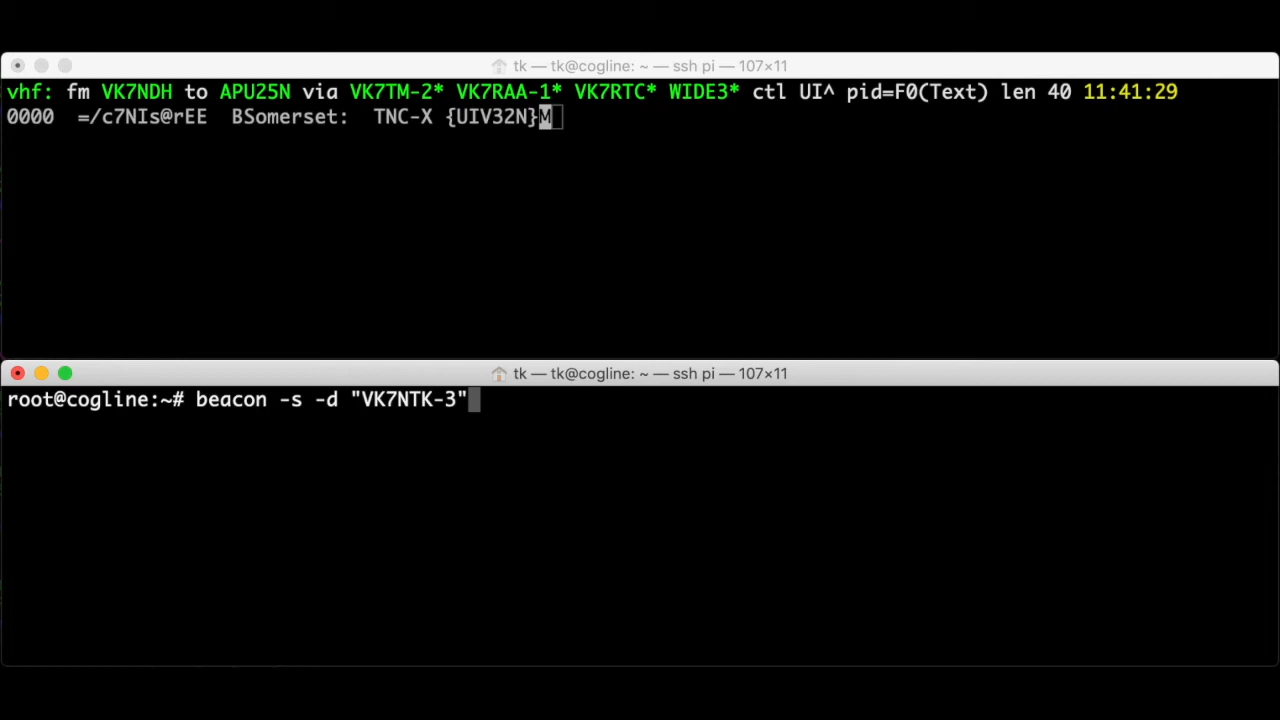 tk — tk@cogline: ~ — ssh pi — 107×11
vhf: fm VK7NDH to APU25N via VK7TM-2* VK7RAA-1* VK7RTC* WIDE3* ctl UI^ pid=F0(Text) len 40 11:41:29
0000  =/c7NIs@rEE  BSomerset:  TNC-X {UIV32N}M
tk — tk@cogline: ~ — ssh pi — 107×11
root@cogline:~# beacon -s -d "VK7NTK-3"